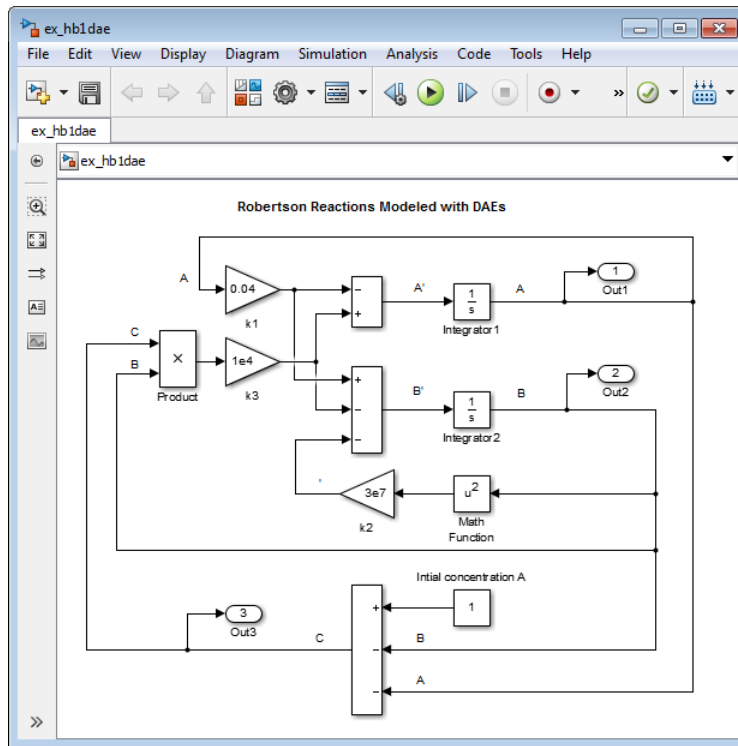 ex_hb1dae
File Edit View Display Diagram Simulation Analysis Code Tools Help
»
ex_hb1dae
ex_hb1dae
Robertson Reactions Modeled with DAEs
A
0.04
k1
−
+
A'
1
s
Integrator1
A
1
Out1
C
B
×
Product
1e4
k3
+
−
−
B'
1
s
Integrator2
B
2
Out2
'
3e7
k2
u²
Math
Function
Intial concentration A
1
3
Out3
C
+
−
−
B
A
A
»